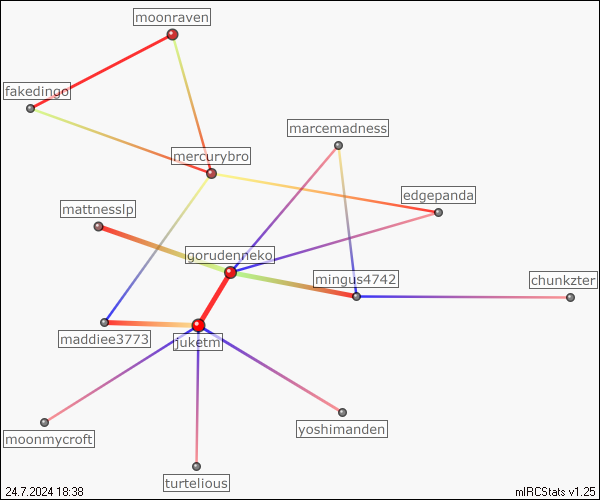 moonraven
fakedingo
marcemadness
mercurybro
edgepanda
mattnesslp
gorudenneko
mingus4742
chunkzter
maddiee3773
juketm
yoshimanden
moonmycroft
turtelious
24.7.2024 18:38
mIRCStats v1.25